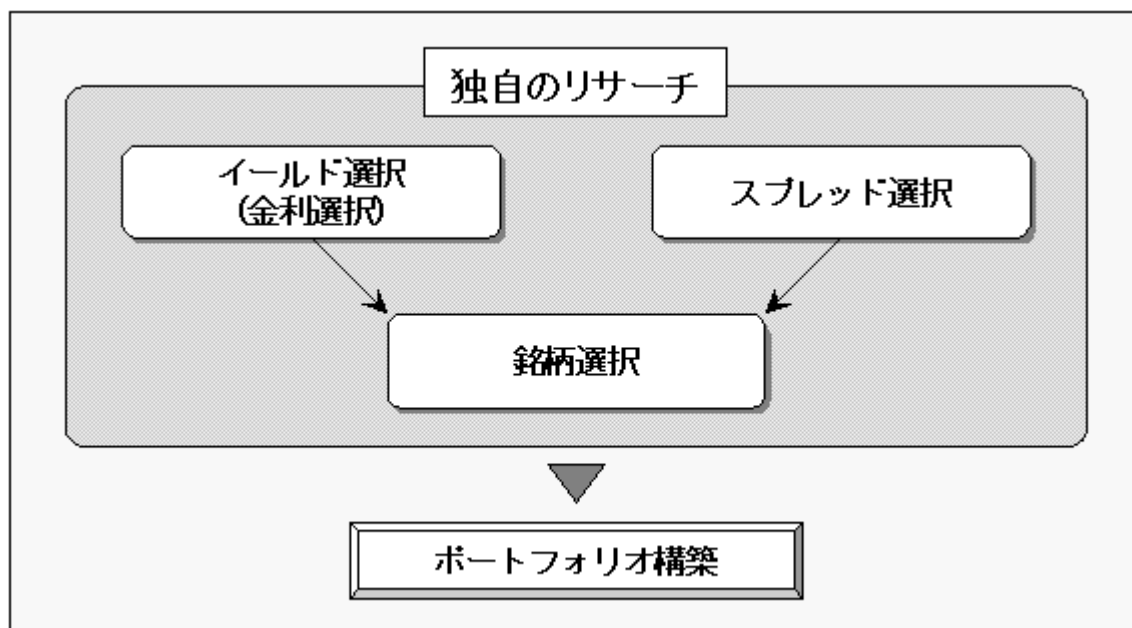 独自のリサーチ
イールド選択
(金利選択)
スプレッド選択
銘柄選択
ポートフォリオ構築